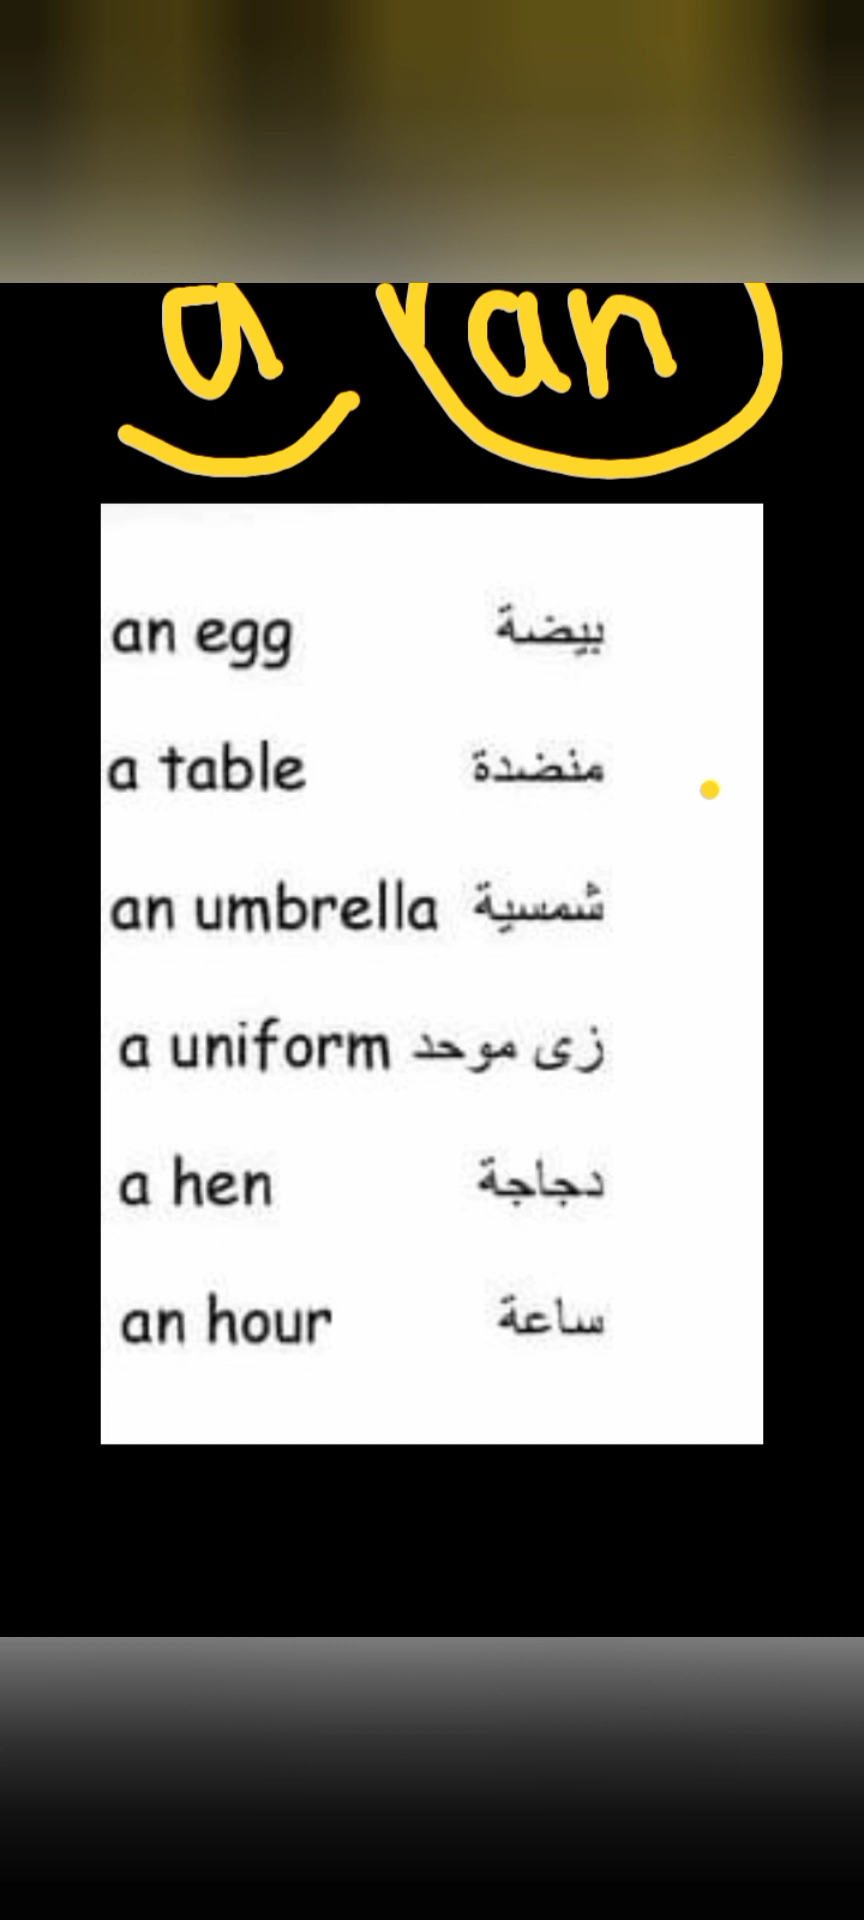 a an
an egg بيضة
a table منضدة
an umbrella شمسية
a uniform زى موحد
a hen دجاجة
an hour ساعة